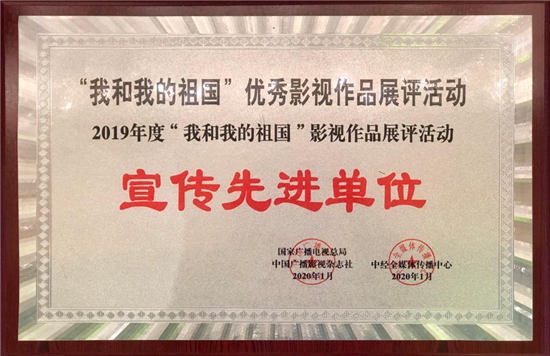 “我和我的祖国”优秀影视作品展评活动
2019年度“我和我的祖国”影视作品展评活动
宣传先进单位
国家广播电视总局
中国广播影视杂志社
2020年1月
中经全媒体传播中心
2020年1月